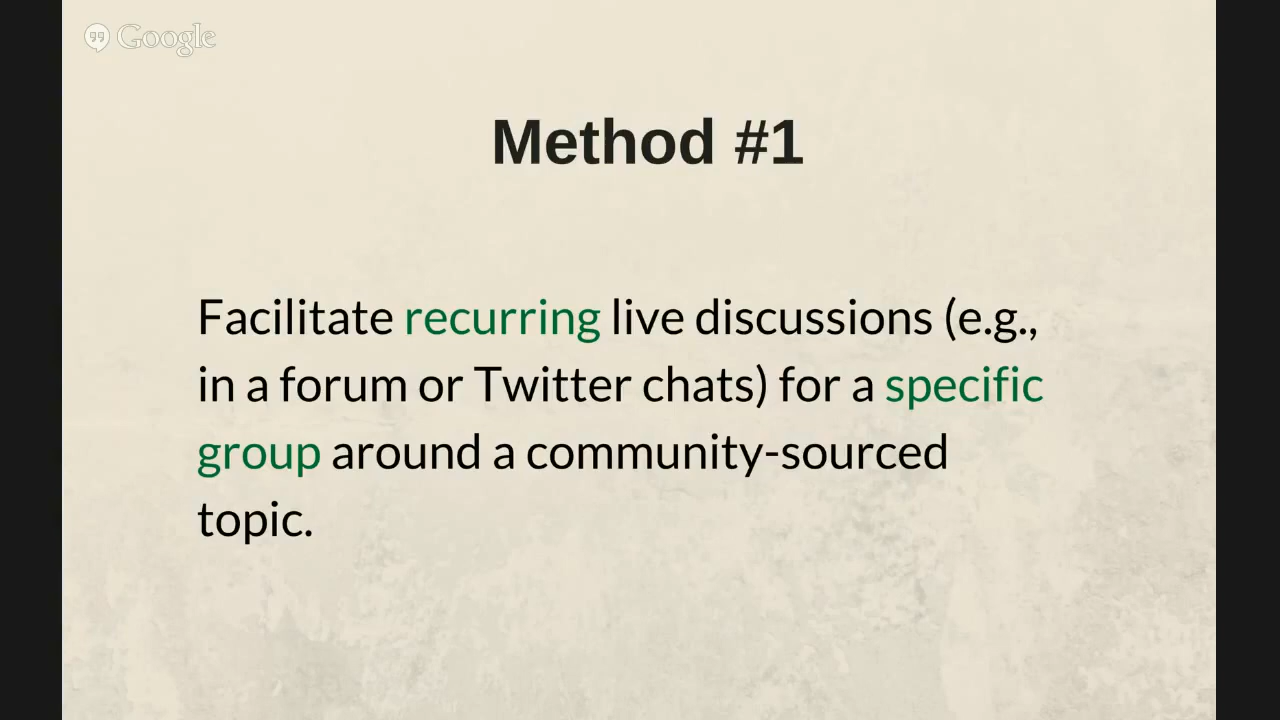 Google
Method #1
Facilitate recurring live discussions (e.g.,
in a forum or Twitter chats) for a specific
group around a community-sourced
topic.